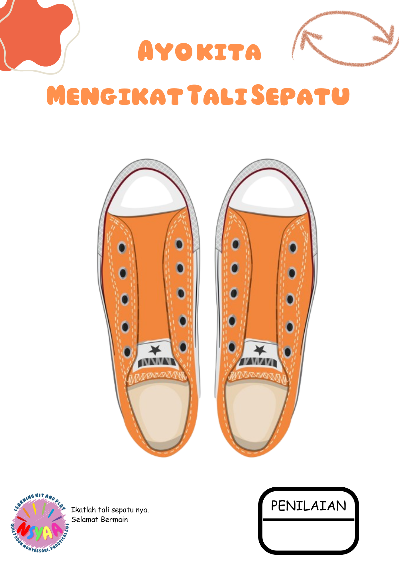 Ayo kita
Mengikat Tali Sepatu
Ikatlah tali sepatu nya.
Selamat Bermain
PENILAIAN